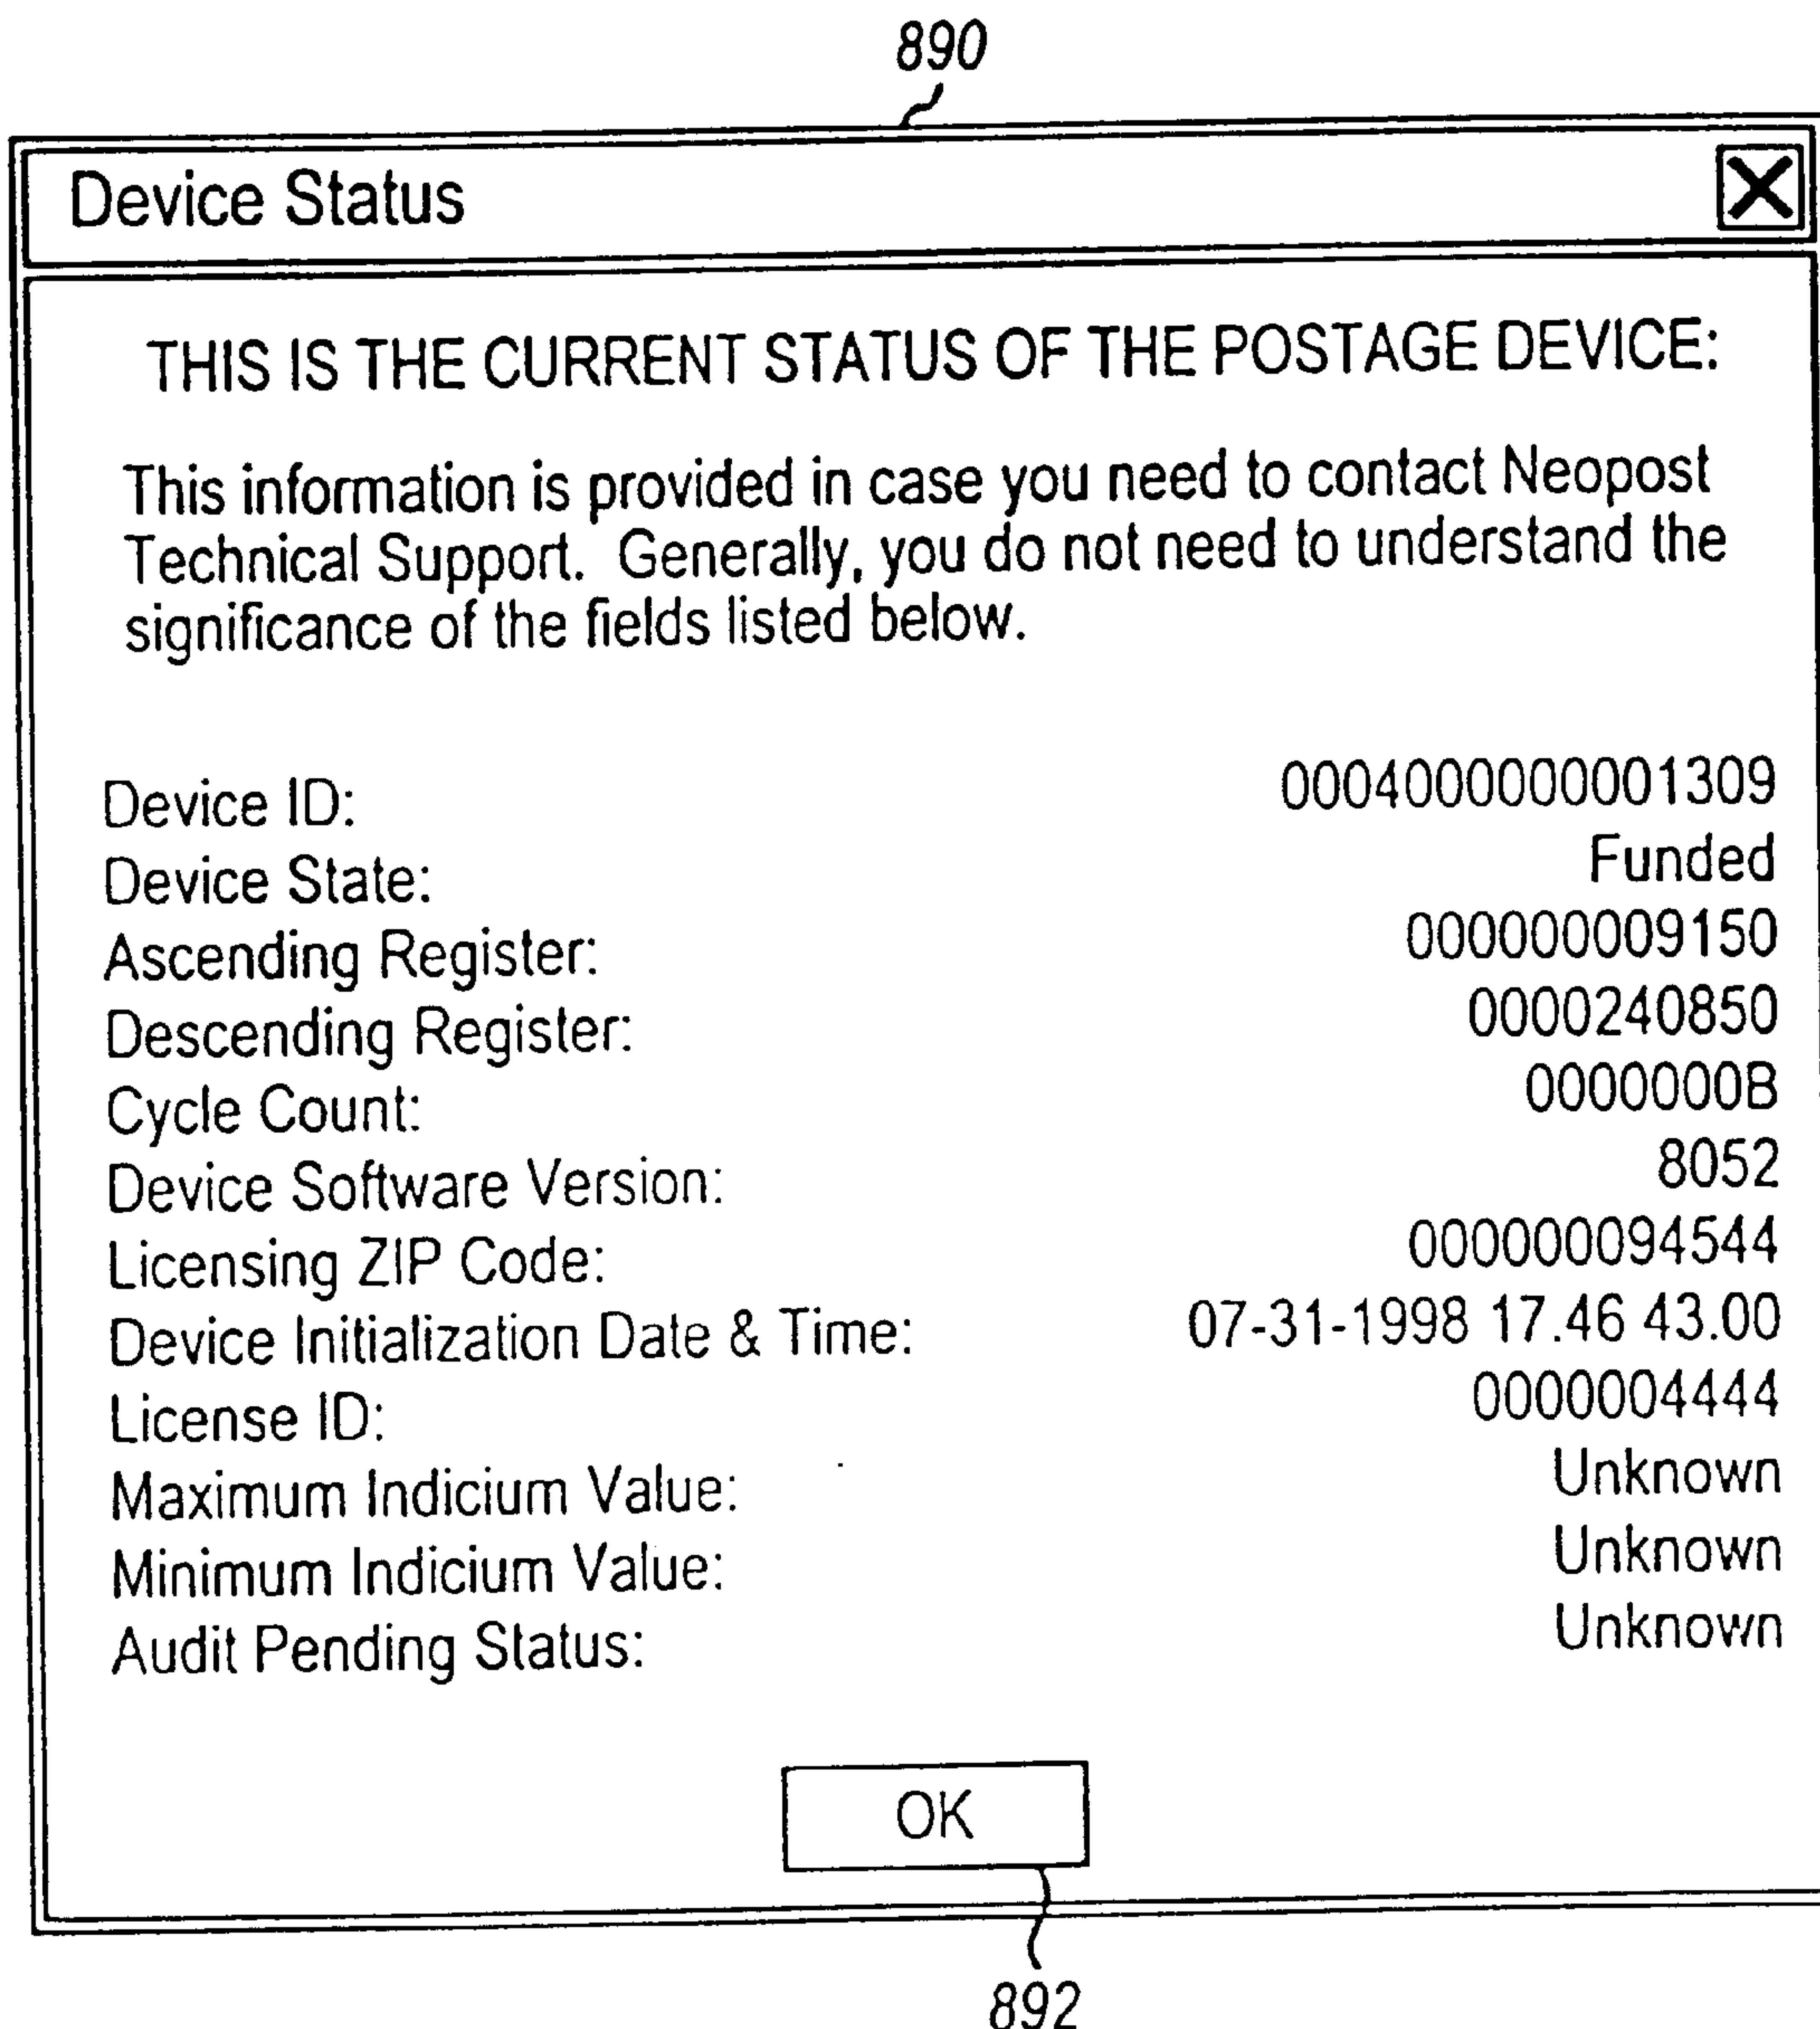 890
Device Status
THIS IS THE CURRENT STATUS OF THE POSTAGE DEVICE:
This information is provided in case you need to contact Neopost
Technical Support. Generally, you do not need to understand the
significance of the fields listed below.
Device ID: 0004000000001309
Device State: Funded
Ascending Register: 000000009150
Descending Register: 0000240850
Cycle Count: 0000000B
Device Software Version: 8052
Licensing ZIP Code: 000000094544
Device Initialization Date & Time: 07-31-1998 17.46 43.00
License ID: 0000004444
Maximum Indicium Value: Unknown
Minimum Indicium Value: Unknown
Audit Pending Status: Unknown
OK
892